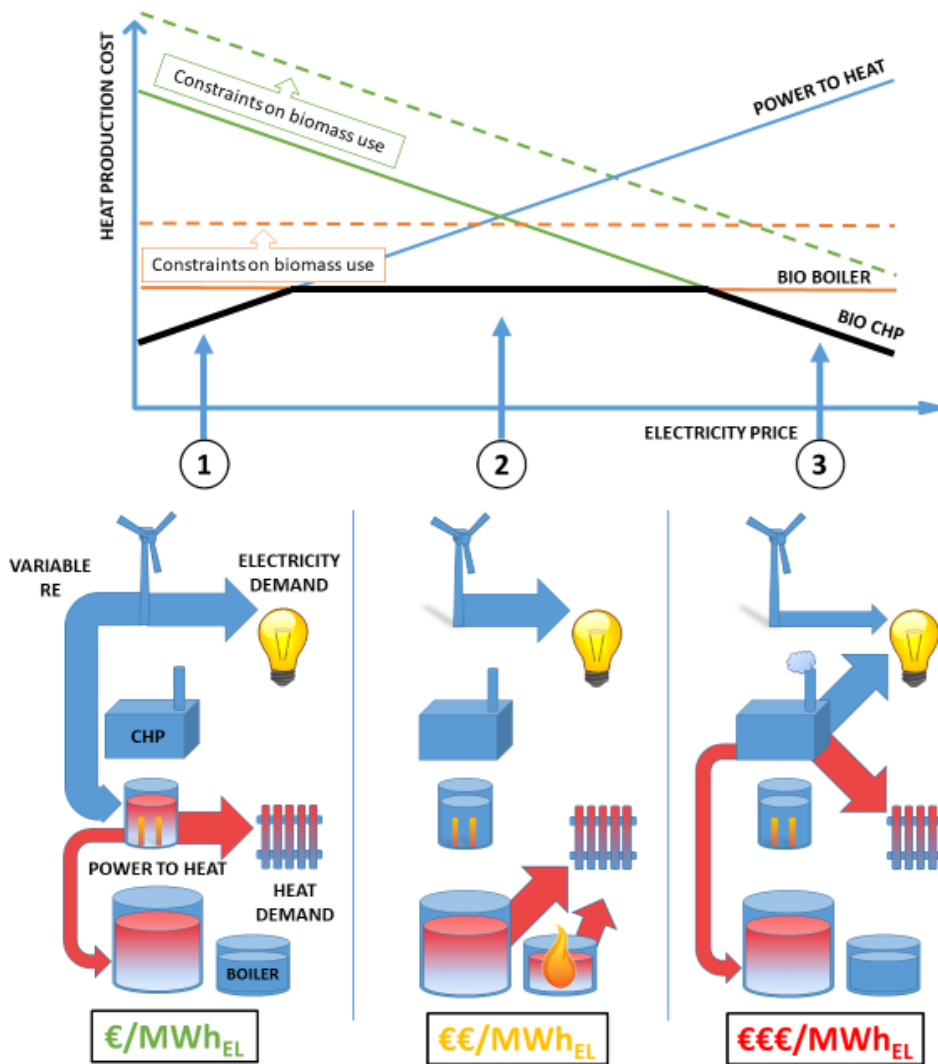 HEAT PRODUCTION COST
Constraints on biomass use
POWER TO HEAT
Constraints on biomass use
BIO BOILER
BIO CHP
ELECTRICITY PRICE
1
2
3
VARIABLE
RE
ELECTRICITY
DEMAND
CHP
POWER TO HEAT
HEAT
DEMAND
BOILER
€/MWhEL
€€/MWhEL
€€€/MWhEL